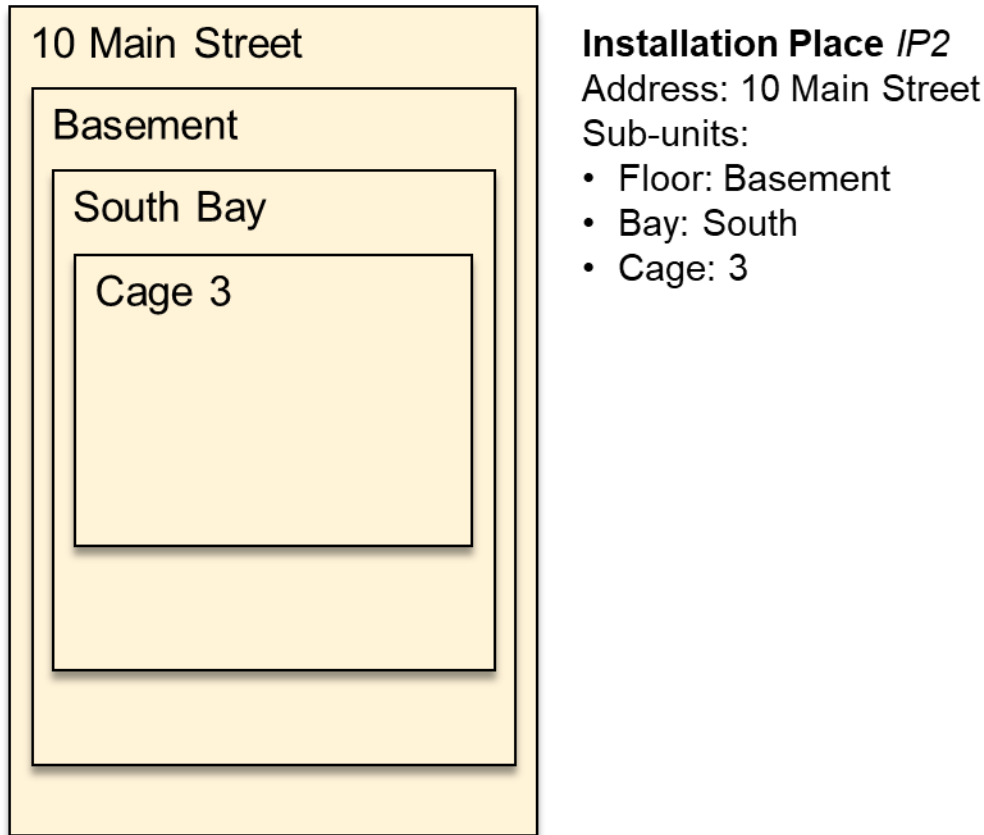 10 Main Street
Basement
South Bay
Cage 3
Installation Place IP2
Address: 10 Main Street
Sub-units:
• Floor: Basement
• Bay: South
• Cage: 3